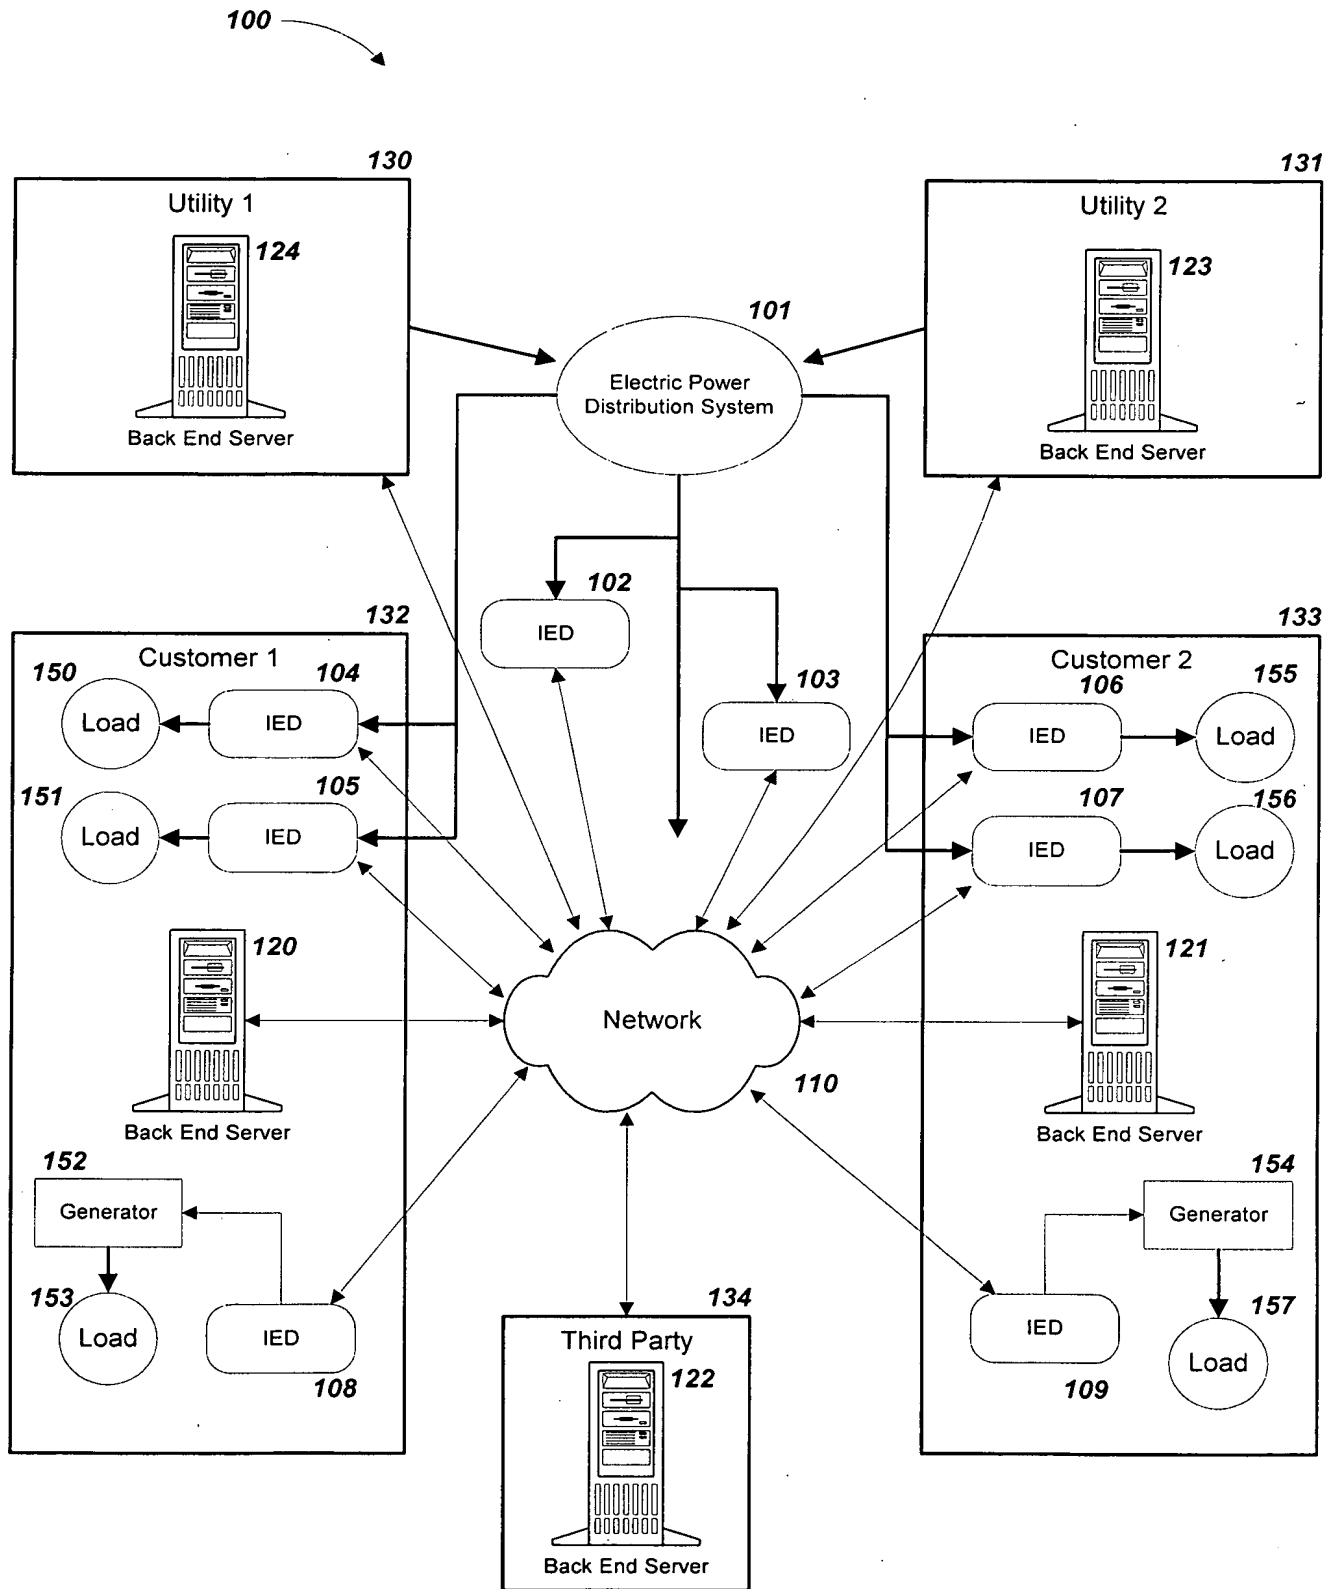 100
130
131
Utility 1
Utility 2
124
123
101
Electric Power
Distribution System
Back End Server
Back End Server
102
132
133
IED
Customer 1
Customer 2
150
104
103
106
155
Load
IED
IED
IED
Load
151
105
107
156
Load
IED
IED
Load
120
121
Network
110
Back End Server
Back End Server
152
154
Generator
Generator
153
134
157
Load
IED
Third Party
IED
Load
108
122
109
Back End Server